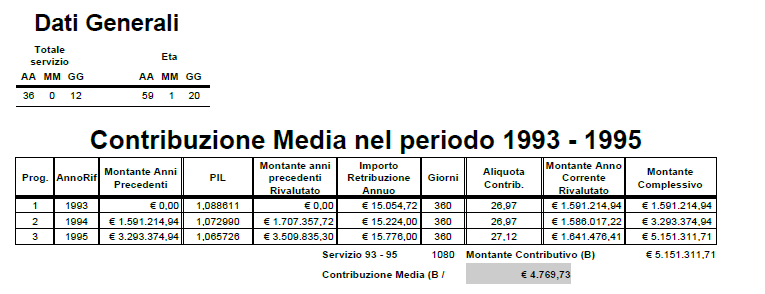 Dati Generali
Totale servizio Eta
AA MM GG AA MM GG
36 0 12 59 1 20
Contribuzione Media nel periodo 1993 - 1995
Prog. AnnoRif Montante Anni Precedenti PIL Montante anni precedenti Rivalutato Importo Retribuzione Annuo Giorni Aliquota Contrib. Montante Anno Corrente Rivalutato Montante Complessivo
1 1993 € 0,00 1,088611 € 0,00 € 15.054,72 360 26,97 € 1.591.214,94 € 1.591.214,94
2 1994 € 1.591.214,94 1,072990 € 1.707.357,72 € 15.224,00 360 26,97 € 1.586.017,22 € 3.293.374,94
3 1995 € 3.293.374,94 1,065726 € 3.509.835,30 € 15.776,00 360 27,12 € 1.641.476,41 € 5.151.311,71
Servizio 93 - 95 1080 Montante Contributivo (B) € 5.151.311,71
Contribuzione Media (B / € 4.769,73